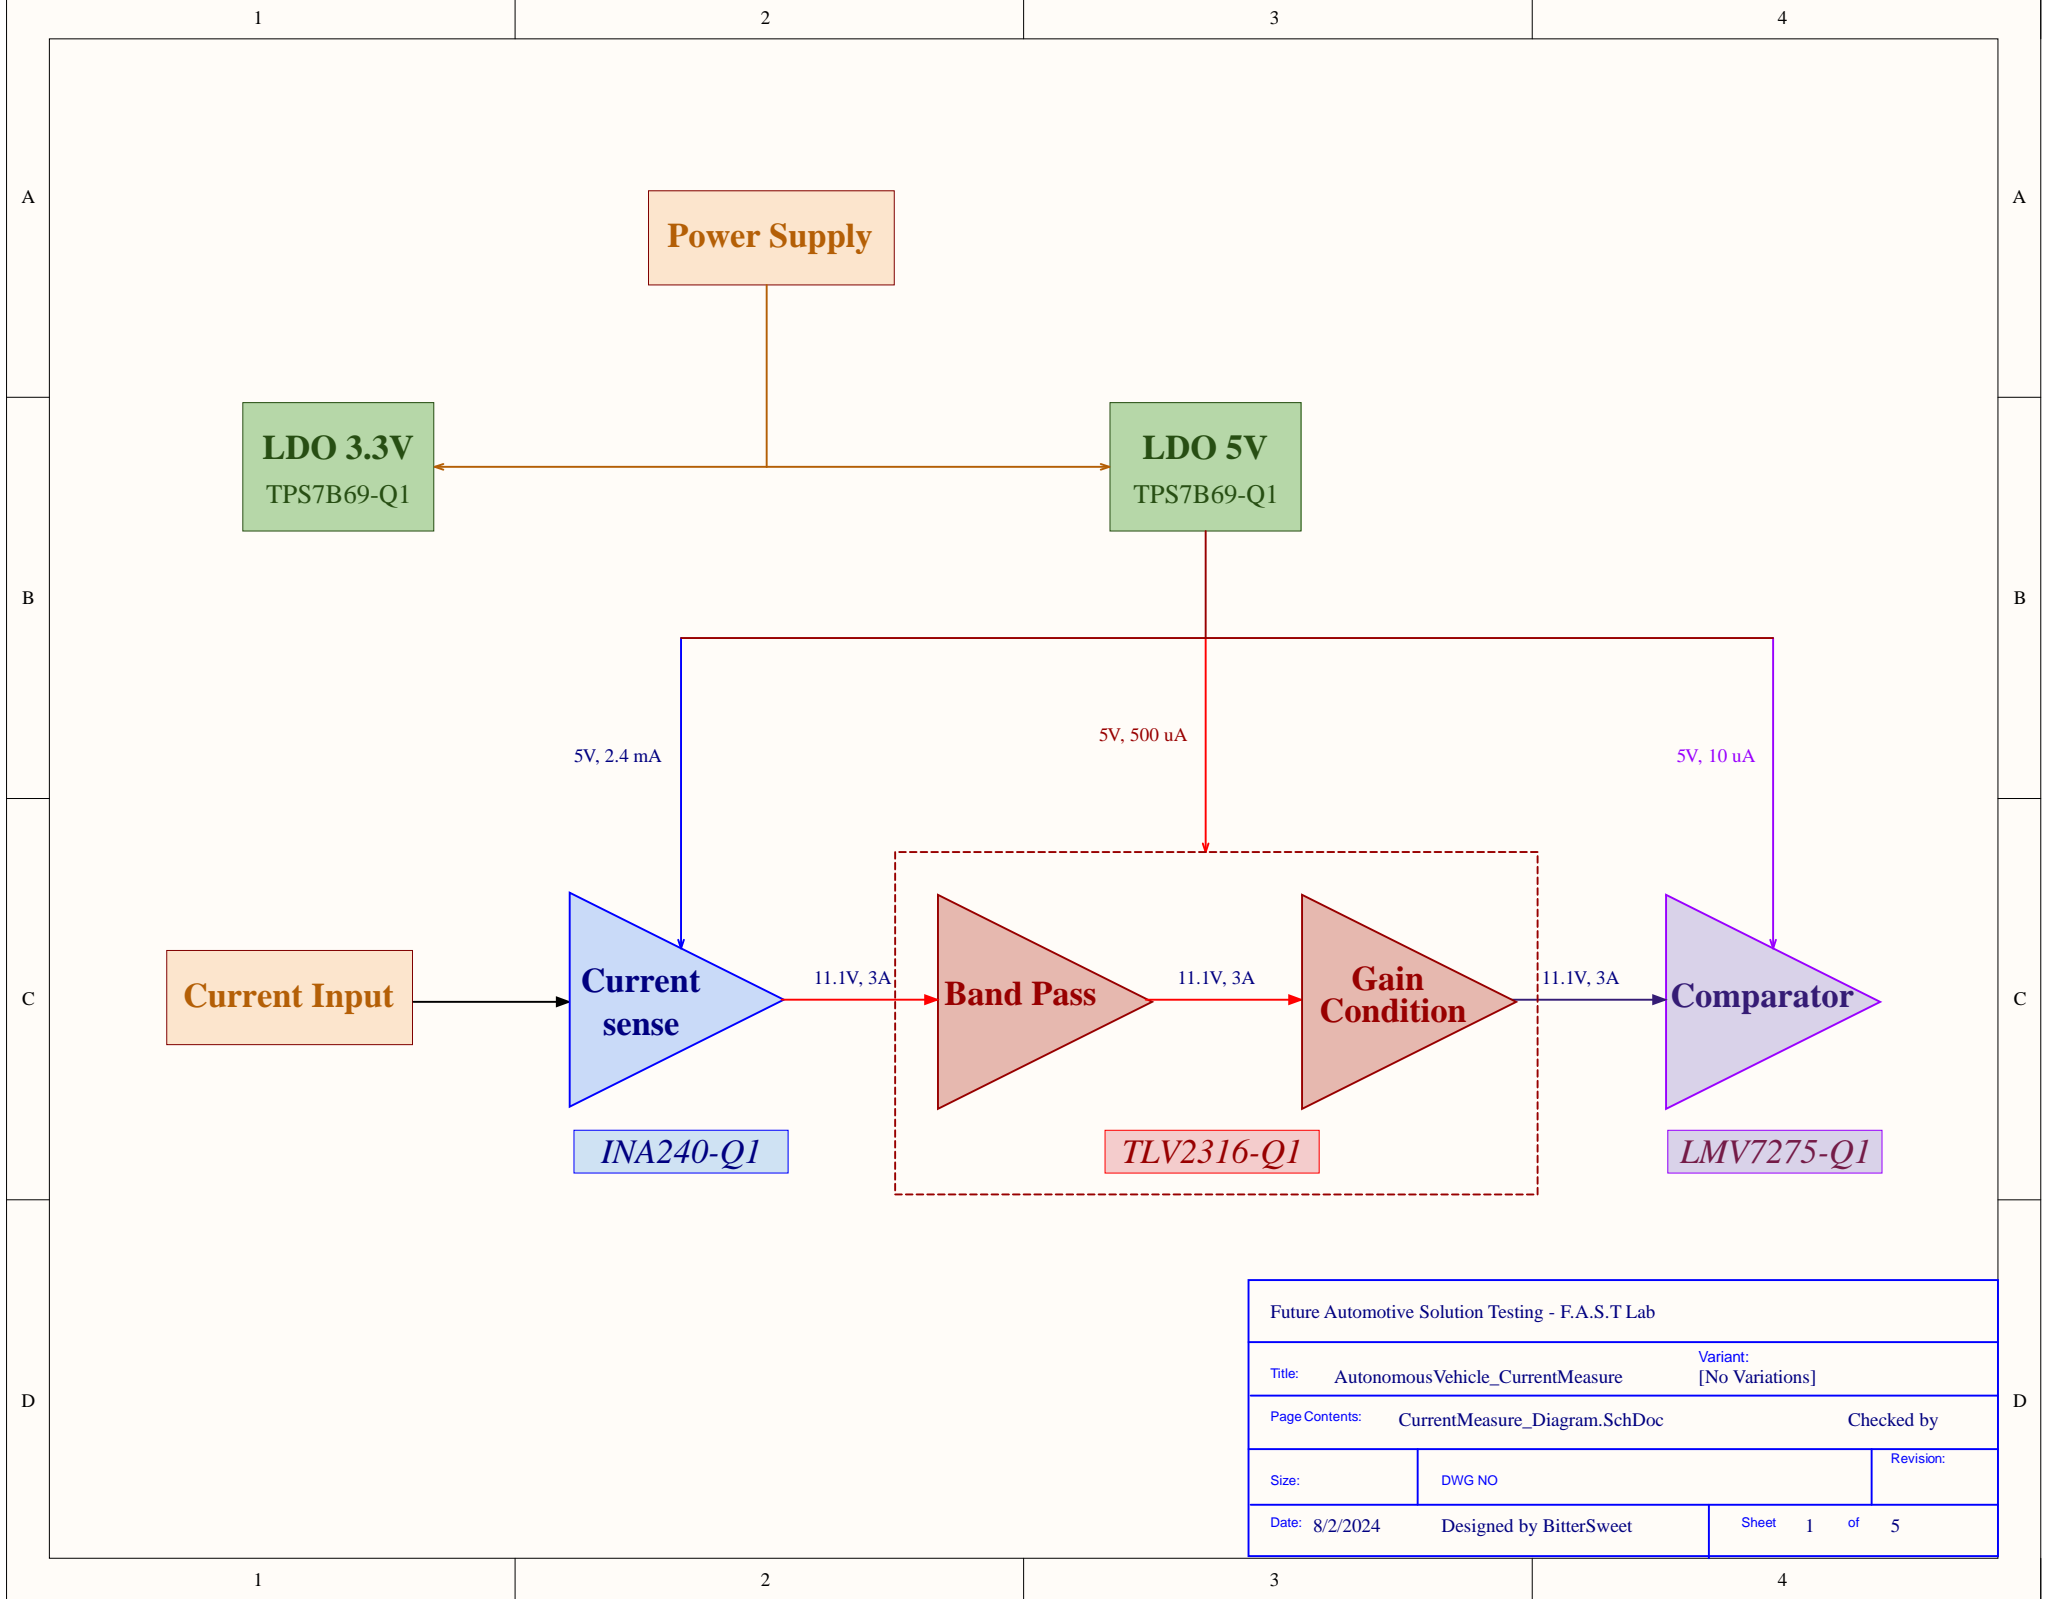 1
2
3
4
A
A
Power Supply
LDO 3.3V
TPS7B69-Q1
LDO 5V
TPS7B69-Q1
B
B
5V, 2.4 mA
5V, 500 uA
5V, 10 uA
C
C
Current Input
Current
sense
11.1V, 3A
Band Pass
11.1V, 3A
Gain
Condition
11.1V, 3A
Comparator
INA240-Q1
TLV2316-Q1
LMV7275-Q1
D
D
Future Automotive Solution Testing - F.A.S.T Lab
Title: AutonomousVehicle_CurrentMeasure
Variant:
[No Variations]
Page Contents: CurrentMeasure_Diagram.SchDoc
Checked by
Size:
DWG NO
Revision:
Date: 8/2/2024
Designed by BitterSweet
Sheet 1 of 5
1
2
3
4